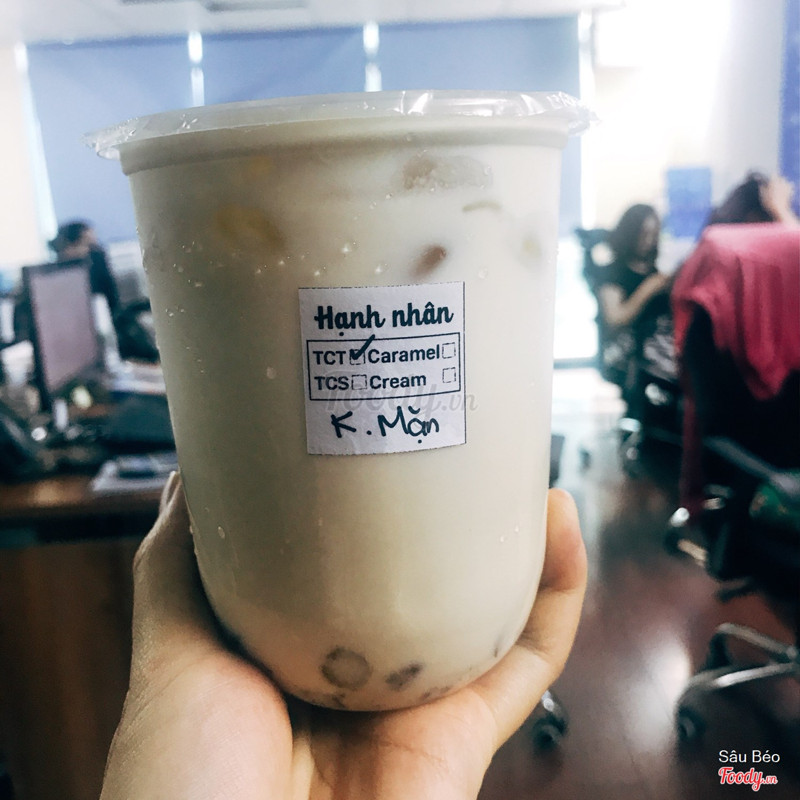 Hạnh nhân
TCT ☑ Caramel ☐
TCS ☐ Cream ☐
K. Mặn
foody.vn
Sâu Béo
Foody.vn